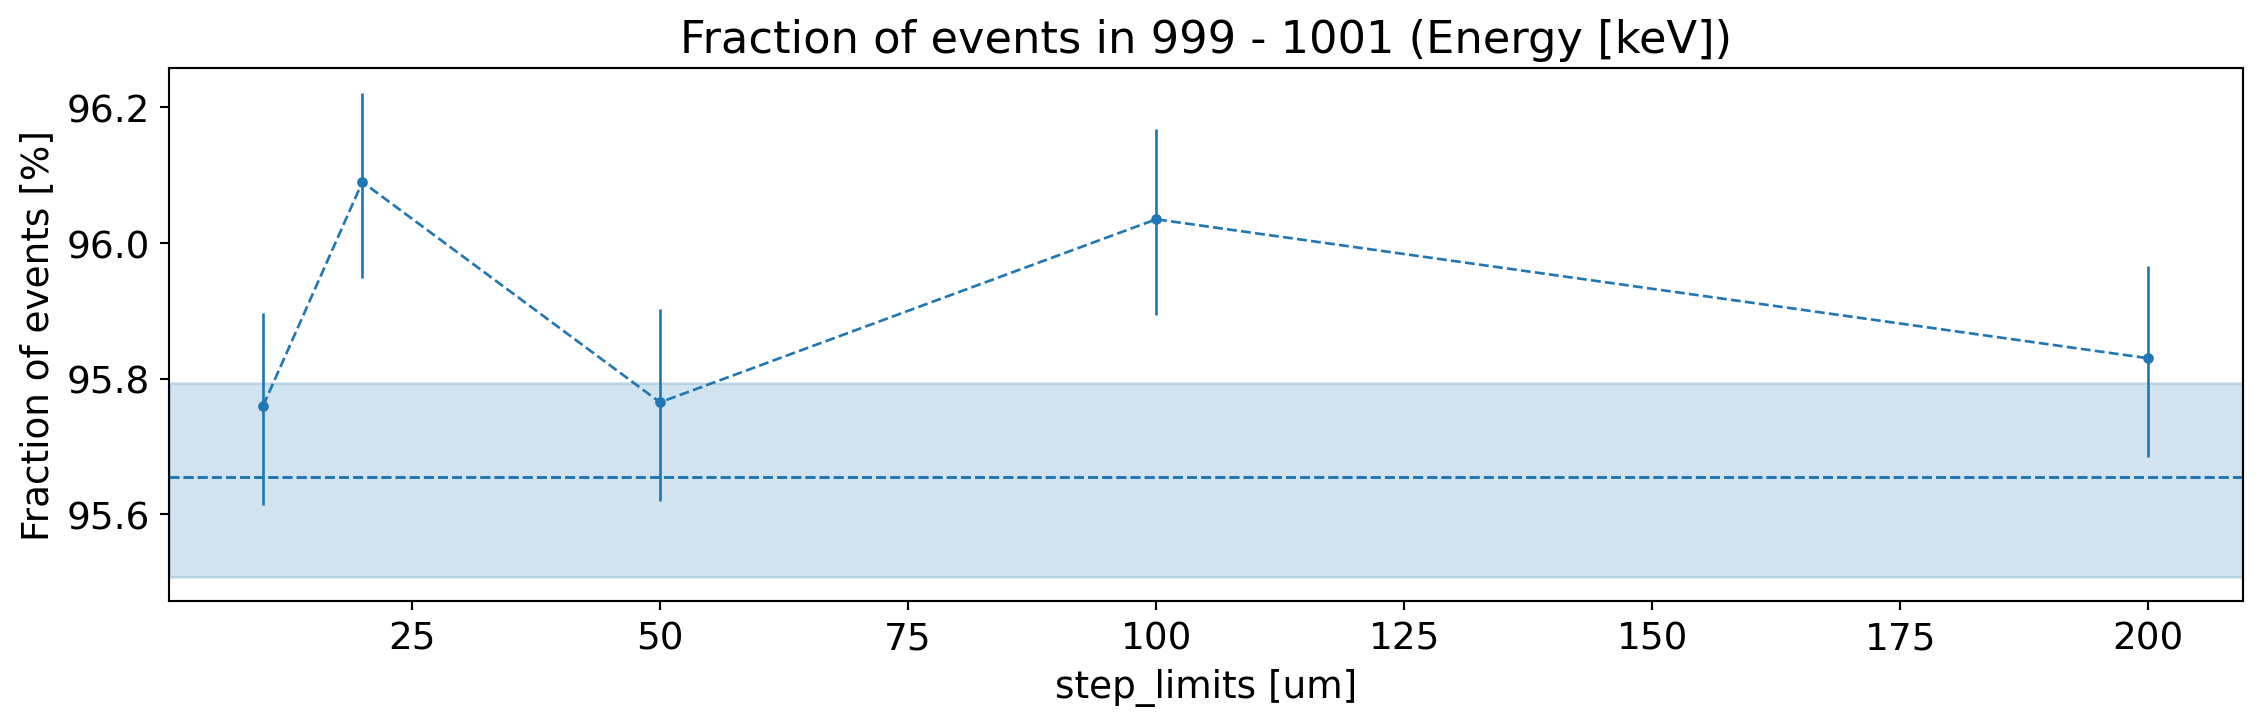 Fraction of events in 999 - 1001 (Energy [keV])
Fraction of events [%]
96.2
96.0
95.8
95.6
25 50 75 100 125 150 175 200
step_limits [um]